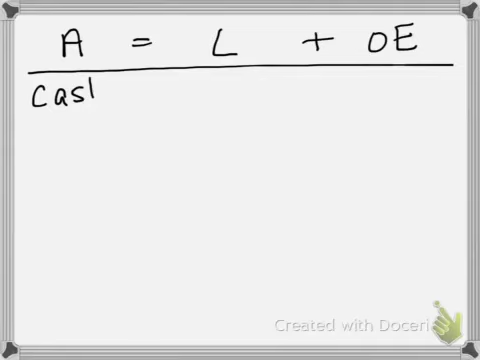 A = L + OE
casl
Created with Doceri